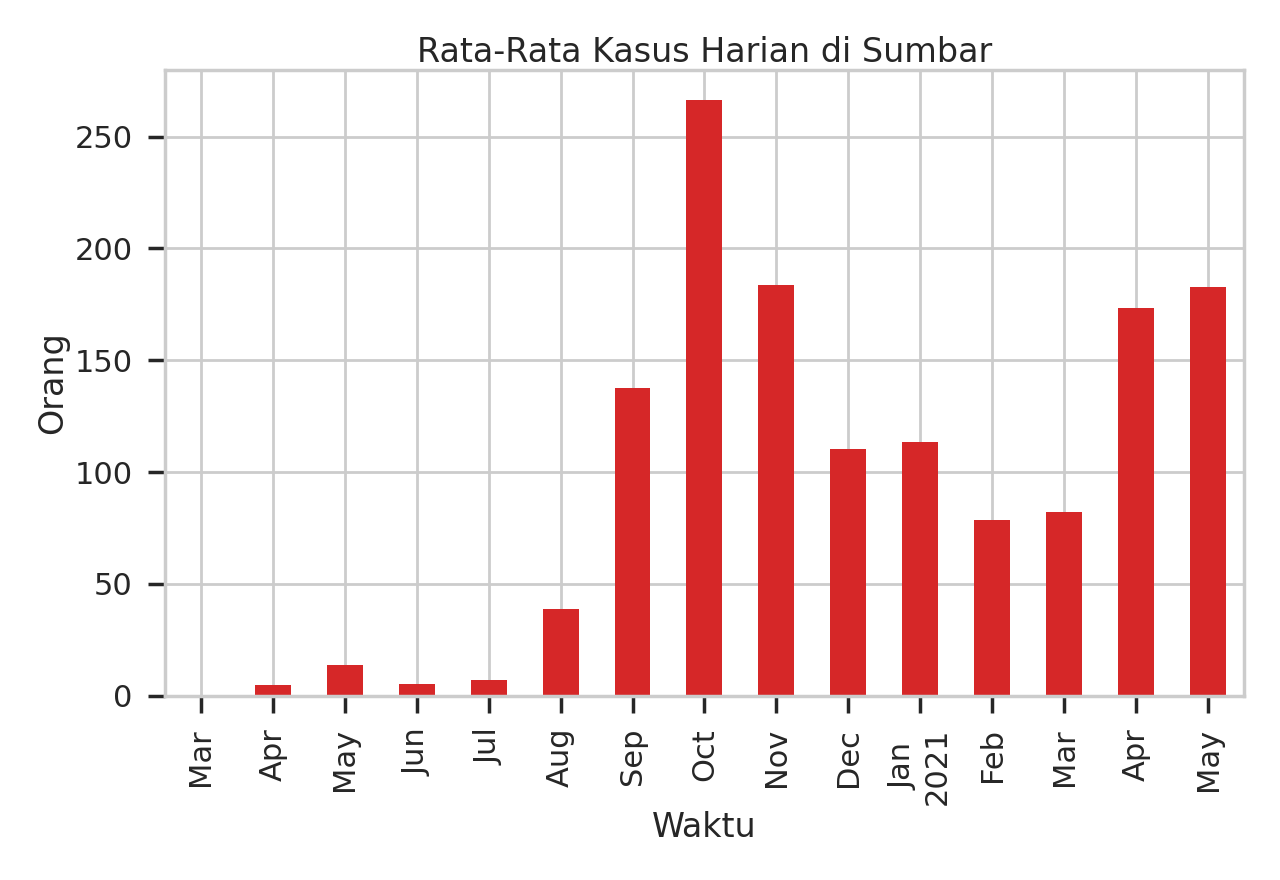 Rata-Rata Kasus Harian di Sumbar
Orang
250
200
150
100
50
0
Mar
Apr
May
Jun
Jul
Aug
Sep
Oct
Nov
Dec
Jan
2021
Feb
Mar
Apr
May
Waktu